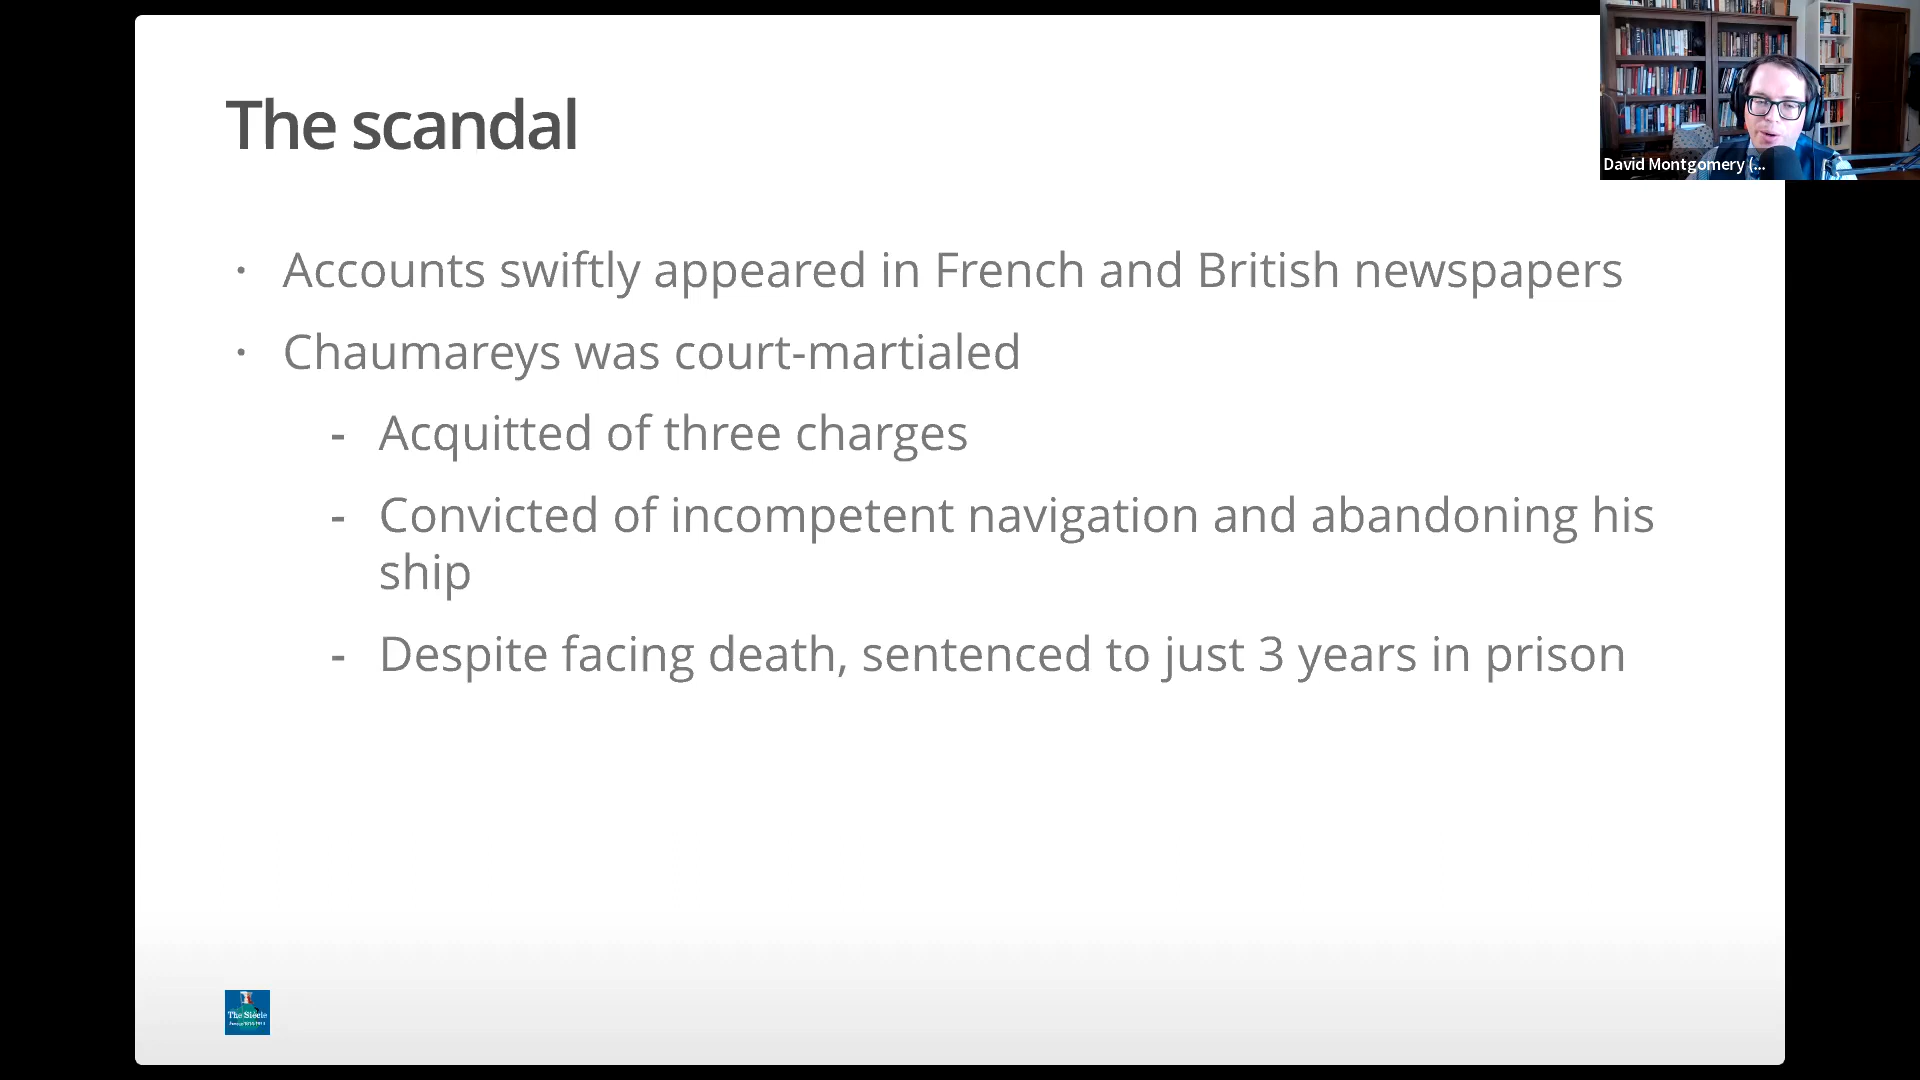 The scandal
David Montgomery (...
· Accounts swiftly appeared in French and British newspapers
· Chaumareys was court-martialed
- Acquitted of three charges
- Convicted of incompetent navigation and abandoning his
ship
- Despite facing death, sentenced to just 3 years in prison
The Siècle